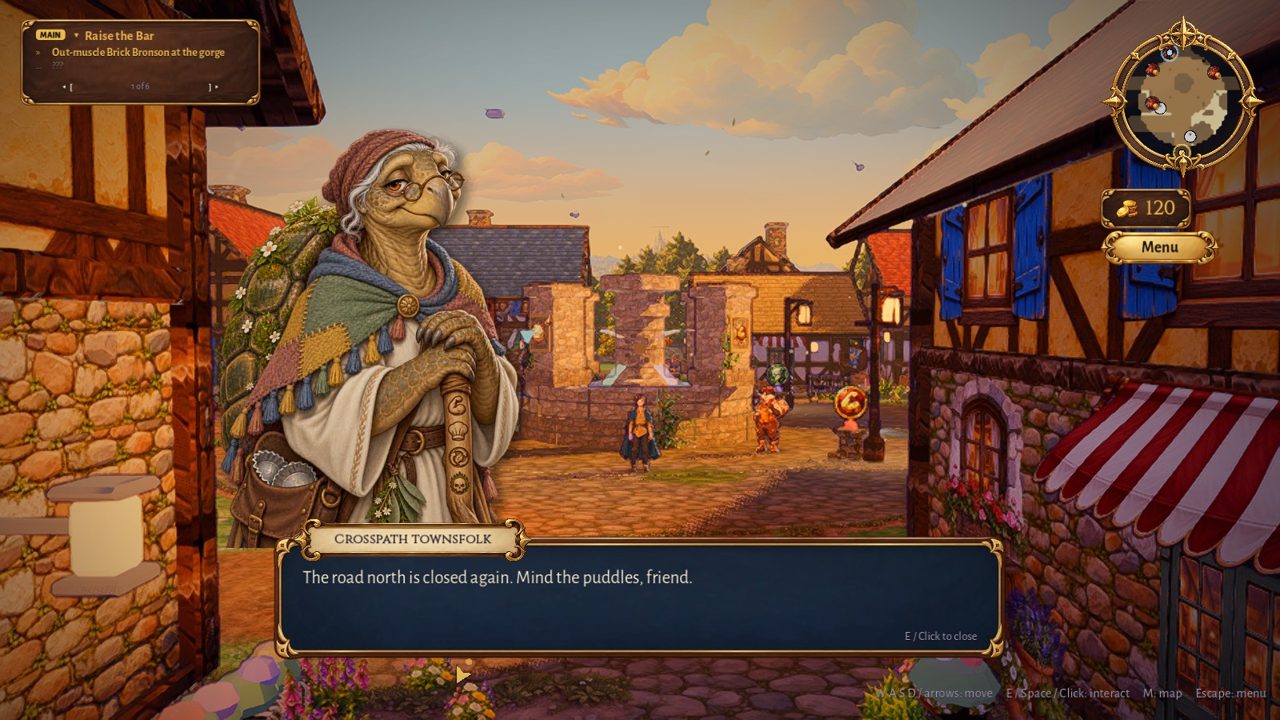 MAIN ▾ Raise the Bar
» Out-muscle Brick Bronson at the gorge
... ???
◂ [ 1 of 6 ] ▸
120
Menu
CROSSPATH TOWNSFOLK
The road north is closed again. Mind the puddles, friend.
E / Click to close
W A S D / arrows: move E / Space / Click: interact M: map Escape: menu